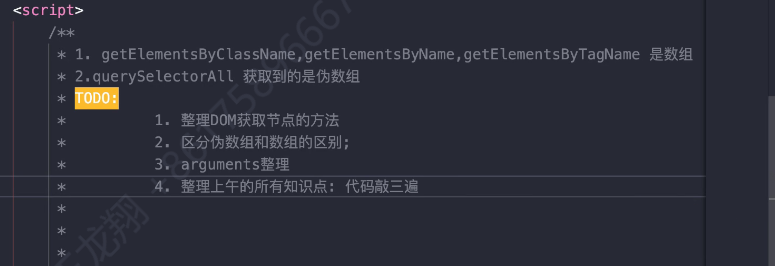 <script>
/**
* 1. getElementsByClassName,getElementsByName,getElementsByTagName 是数组
* 2.querySelectorAll 获取到的是伪数组
* TODO:
* 1. 整理DOM获取节点的方法
* 2. 区分伪数组和数组的区别;
* 3. arguments整理
* 4. 整理上午的所有知识点: 代码敲三遍
*
*
*
龙翔